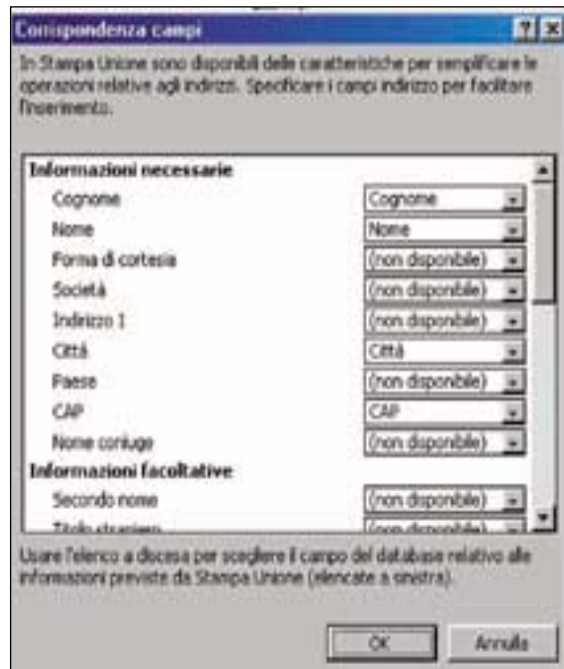 Corrispondenza campi
In Stampa Unione sono disponibili delle caratteristiche per semplificare le
operazioni relative agli indirizzi. Specificare i campi indirizzo per facilitare
l'inserimento.
Informazioni necessarie
Cognome Cognome
Nome Nome
Forma di cortesia (non disponibile)
Società (non disponibile)
Indirizzo 1 (non disponibile)
Città Città
Paese (non disponibile)
CAP CAP
Nome coniuge (non disponibile)
Informazioni facoltative
Secondo nome (non disponibile)
Titolo straniero (non disponibile)
Usare l'elenco a discesa per scegliere il campo del database relativo alle
informazioni previste da Stampa Unione (elencate a sinistra).
OK Annulla